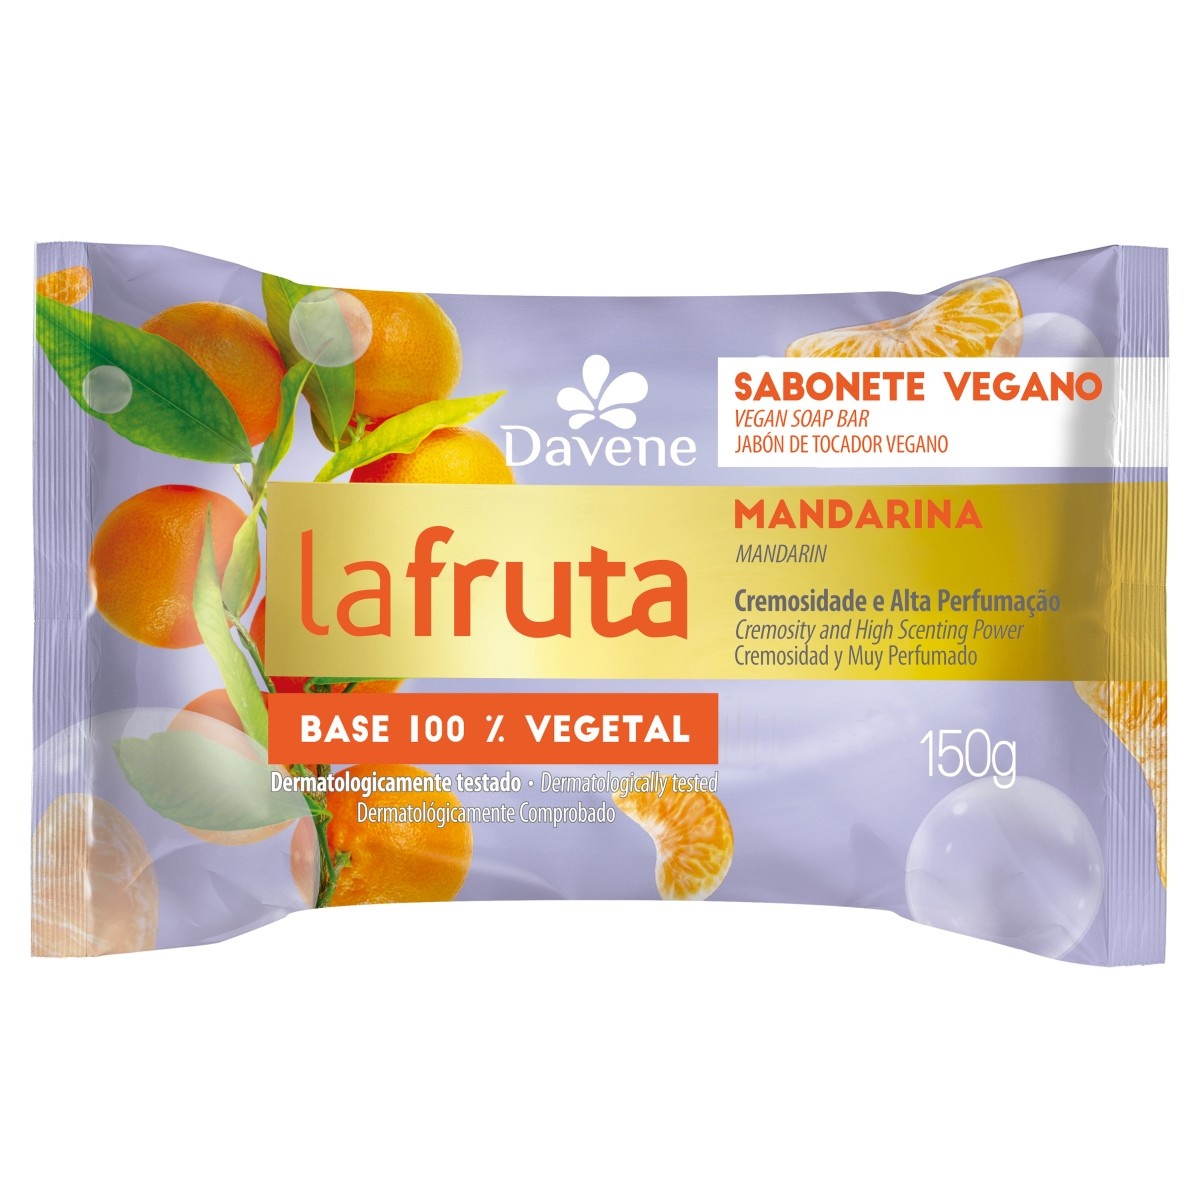 Davene
SABONETE VEGANO
VEGAN SOAP BAR
JABÓN DE TOCADOR VEGANO
lafruta
MANDARINA
MANDARIN
Cremosidade e Alta Perfumação
Cremosity and High Scenting Power
Cremosidad y Muy Perfumado
BASE 100 % VEGETAL
Dermatologicamente testado • Dermatologically tested
Dermatológicamente Comprobado
150g